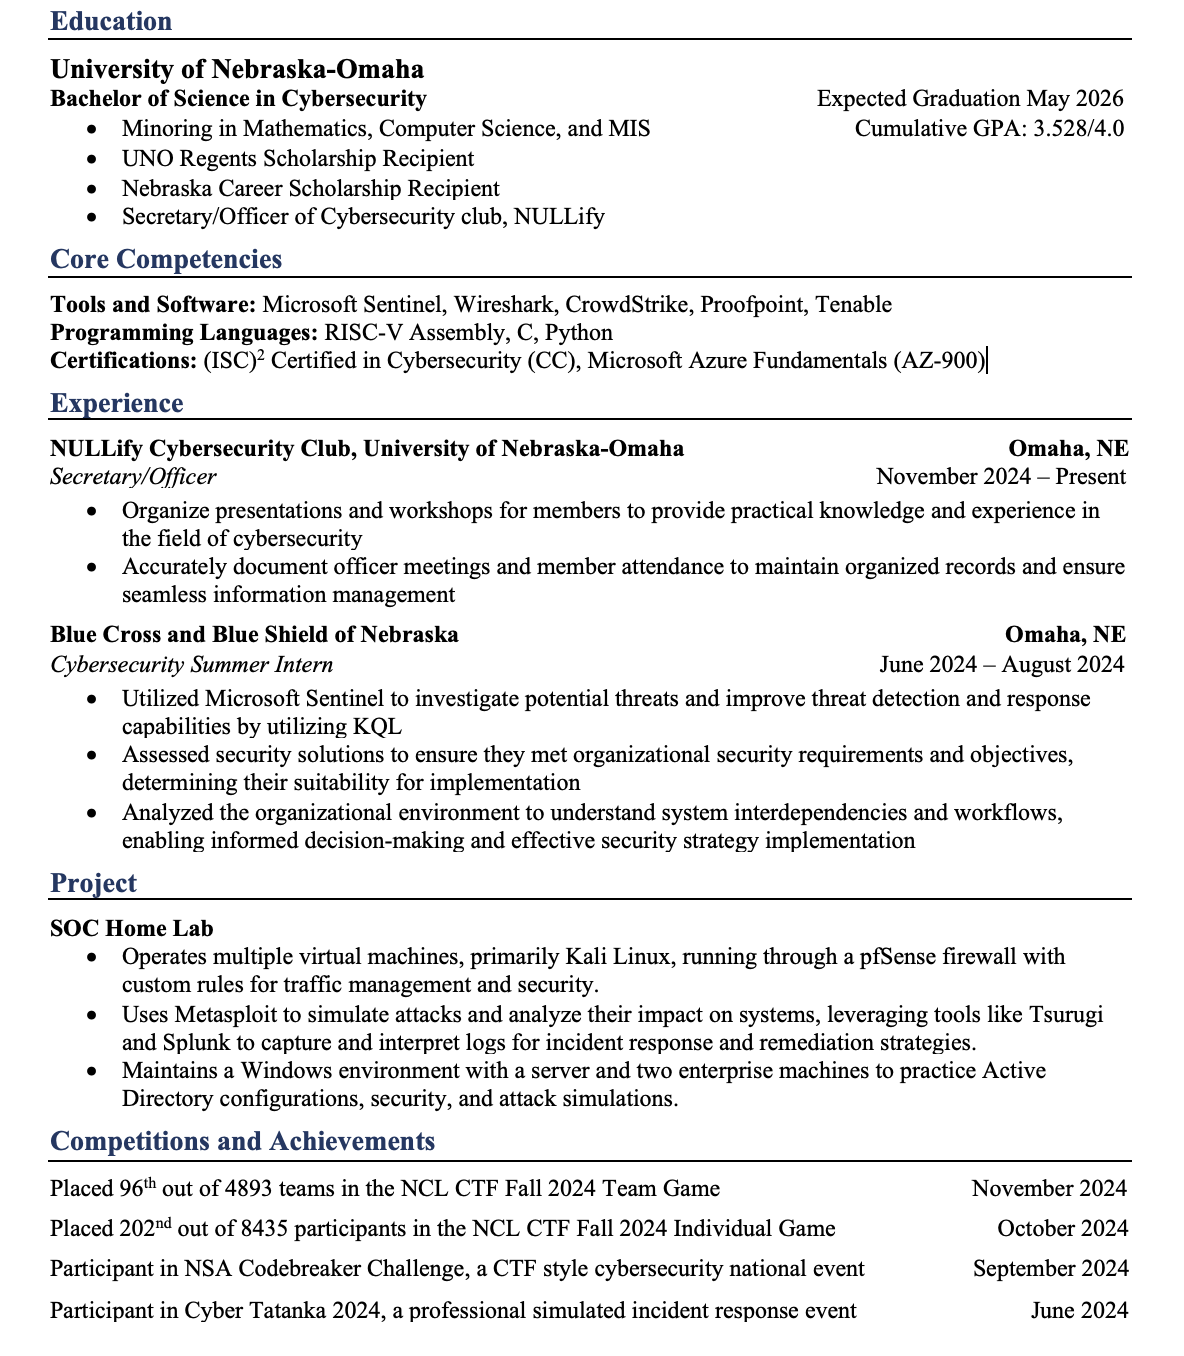 Education
University of Nebraska-Omaha
Bachelor of Science in Cybersecurity Expected Graduation May 2026
• Minoring in Mathematics, Computer Science, and MIS Cumulative GPA: 3.528/4.0
• UNO Regents Scholarship Recipient
• Nebraska Career Scholarship Recipient
• Secretary/Officer of Cybersecurity club, NULLify
Core Competencies
Tools and Software: Microsoft Sentinel, Wireshark, CrowdStrike, Proofpoint, Tenable
Programming Languages: RISC-V Assembly, C, Python
Certifications: (ISC)² Certified in Cybersecurity (CC), Microsoft Azure Fundamentals (AZ-900)
Experience
NULLify Cybersecurity Club, University of Nebraska-Omaha Omaha, NE
Secretary/Officer November 2024 – Present
• Organize presentations and workshops for members to provide practical knowledge and experience in
the field of cybersecurity
• Accurately document officer meetings and member attendance to maintain organized records and ensure
seamless information management
Blue Cross and Blue Shield of Nebraska Omaha, NE
Cybersecurity Summer Intern June 2024 – August 2024
• Utilized Microsoft Sentinel to investigate potential threats and improve threat detection and response
capabilities by utilizing KQL
• Assessed security solutions to ensure they met organizational security requirements and objectives,
determining their suitability for implementation
• Analyzed the organizational environment to understand system interdependencies and workflows,
enabling informed decision-making and effective security strategy implementation
Project
SOC Home Lab
• Operates multiple virtual machines, primarily Kali Linux, running through a pfSense firewall with
custom rules for traffic management and security.
• Uses Metasploit to simulate attacks and analyze their impact on systems, leveraging tools like Tsurugi
and Splunk to capture and interpret logs for incident response and remediation strategies.
• Maintains a Windows environment with a server and two enterprise machines to practice Active
Directory configurations, security, and attack simulations.
Competitions and Achievements
Placed 96th out of 4893 teams in the NCL CTF Fall 2024 Team Game November 2024
Placed 202nd out of 8435 participants in the NCL CTF Fall 2024 Individual Game October 2024
Participant in NSA Codebreaker Challenge, a CTF style cybersecurity national event September 2024
Participant in Cyber Tatanka 2024, a professional simulated incident response event June 2024